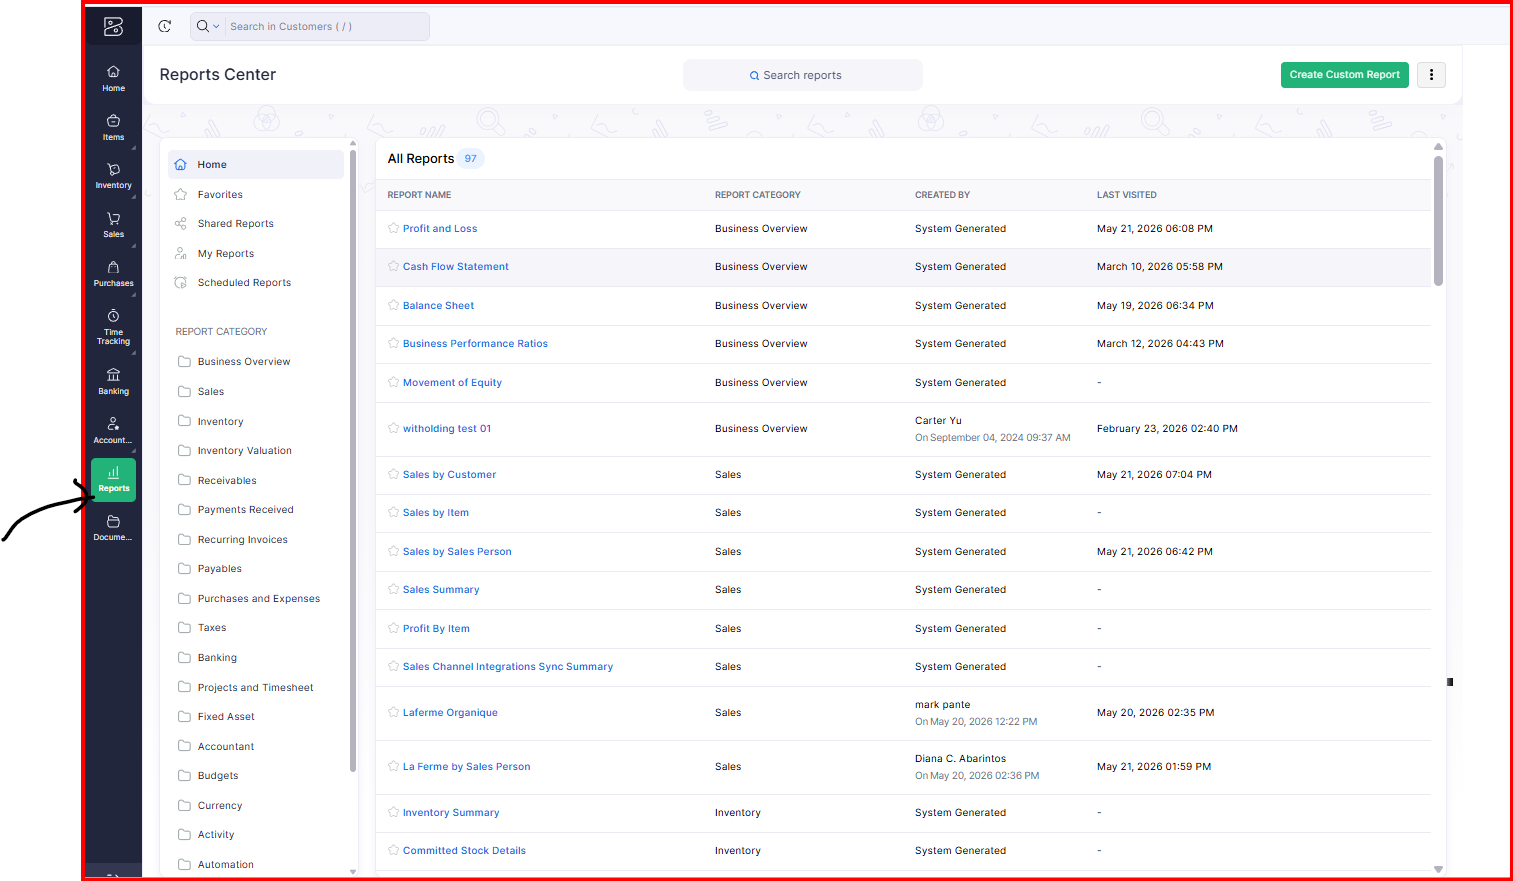 Search in Customers ( / )
Home
Items
Inventory
Sales
Purchases
Time
Tracking
Banking
Account...
Reports
Docume...
Reports Center
Search reports
Create Custom Report
Home
Favorites
Shared Reports
My Reports
Scheduled Reports
REPORT CATEGORY
Business Overview
Sales
Inventory
Inventory Valuation
Receivables
Payments Received
Recurring Invoices
Payables
Purchases and Expenses
Taxes
Banking
Projects and Timesheet
Fixed Asset
Accountant
Budgets
Currency
Activity
Automation
All Reports 97
REPORT NAME REPORT CATEGORY CREATED BY LAST VISITED
Profit and Loss Business Overview System Generated May 21, 2026 06:08 PM
Cash Flow Statement Business Overview System Generated March 10, 2026 05:58 PM
Balance Sheet Business Overview System Generated May 19, 2026 06:34 PM
Business Performance Ratios Business Overview System Generated March 12, 2026 04:43 PM
Movement of Equity Business Overview System Generated -
witholding test 01 Business Overview Carter Yu February 23, 2026 02:40 PM
On September 04, 2024 09:37 AM
Sales by Customer Sales System Generated May 21, 2026 07:04 PM
Sales by Item Sales System Generated -
Sales by Sales Person Sales System Generated May 21, 2026 06:42 PM
Sales Summary Sales System Generated -
Profit By Item Sales System Generated -
Sales Channel Integrations Sync Summary Sales System Generated -
Laferme Organique Sales mark pante May 20, 2026 02:35 PM
On May 20, 2026 12:22 PM
La Ferme by Sales Person Sales Diana C. Abarintos May 21, 2026 01:59 PM
On May 20, 2026 02:36 PM
Inventory Summary Inventory System Generated -
Committed Stock Details Inventory System Generated -